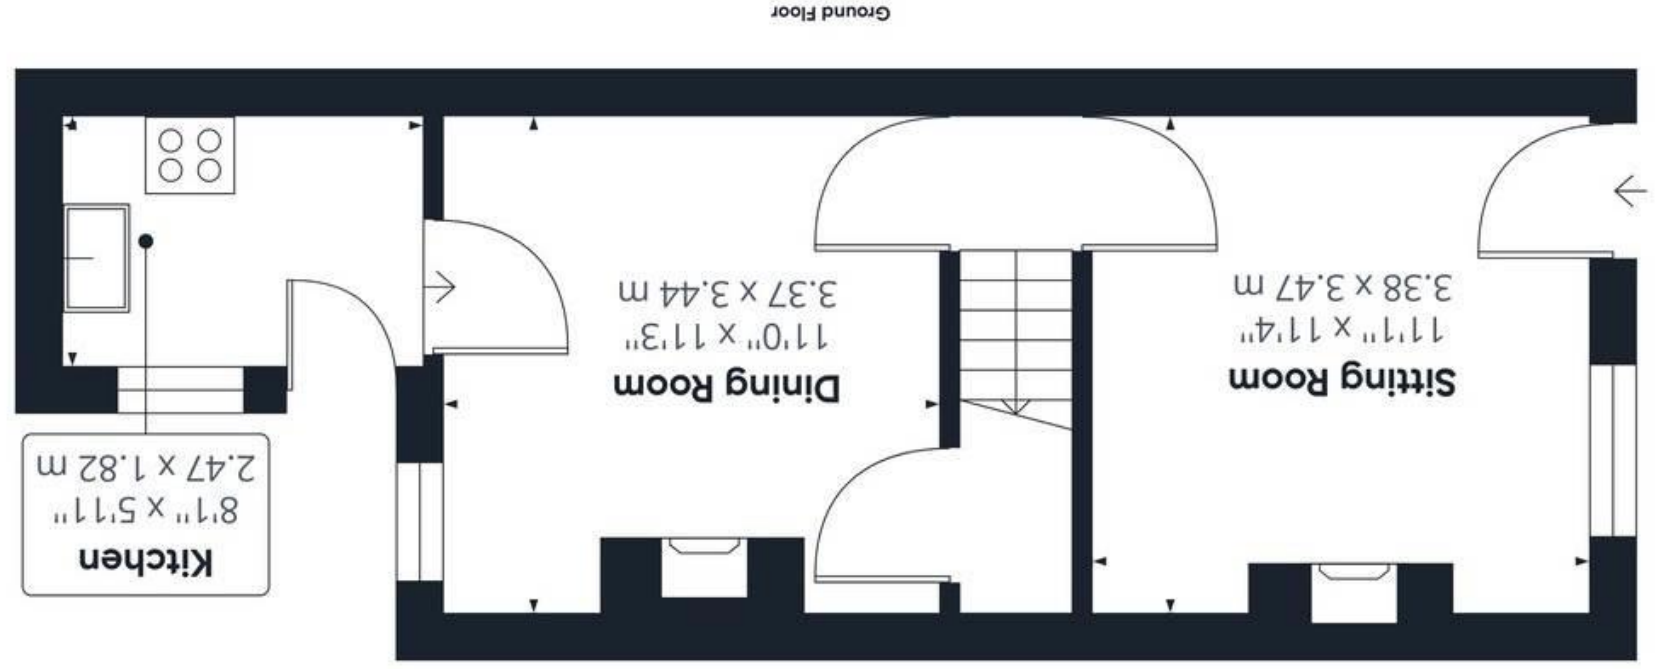 Kitchen
8'1" x 5'11"
2.47 x 1.82 m
Dining Room
11'0" x 11'3"
3.37 x 3.44 m
Sitting Room
11'1" x 11'4"
3.38 x 3.47 m
Ground Floor